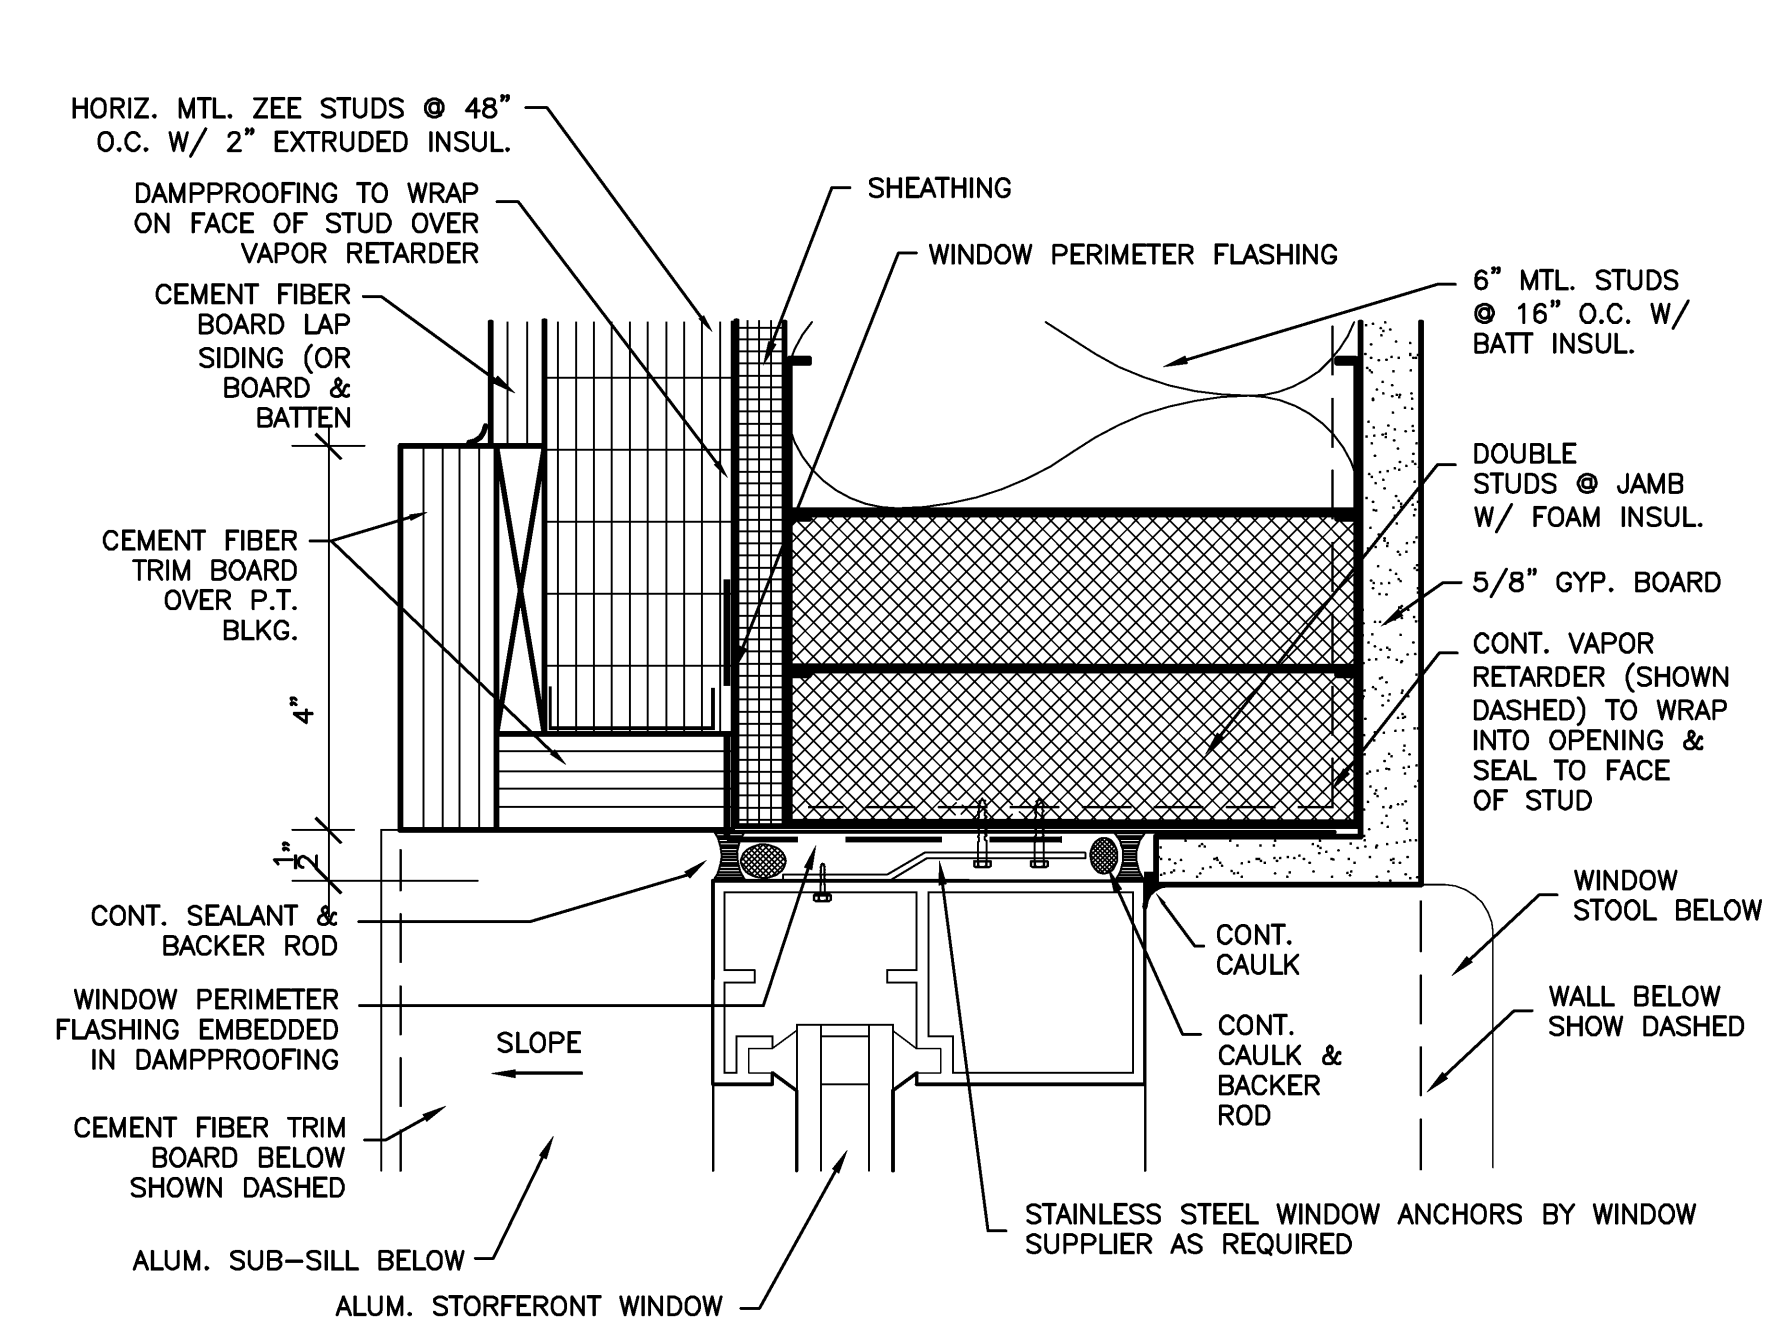 HORIZ. MTL. ZEE STUDS @ 48"
O.C. W/ 2" EXTRUDED INSUL.
DAMPPROOFING TO WRAP
ON FACE OF STUD OVER
VAPOR RETARDER
CEMENT FIBER
BOARD LAP
SIDING (OR
BOARD &
BATTEN
CEMENT FIBER
TRIM BOARD
OVER P.T.
BLKG.
4"
1/2"
CONT. SEALANT &
BACKER ROD
WINDOW PERIMETER
FLASHING EMBEDDED
IN DAMPPROOFING
SLOPE
CEMENT FIBER TRIM
BOARD BELOW
SHOWN DASHED
ALUM. SUB-SILL BELOW
ALUM. STORFERONT WINDOW
SHEATHING
WINDOW PERIMETER FLASHING
6" MTL. STUDS
@ 16" O.C. W/
BATT INSUL.
DOUBLE
STUDS @ JAMB
W/ FOAM INSUL.
5/8" GYP. BOARD
CONT. VAPOR
RETARDER (SHOWN
DASHED) TO WRAP
INTO OPENING &
SEAL TO FACE
OF STUD
WINDOW
STOOL BELOW
CONT.
CAULK
WALL BELOW
SHOW DASHED
CONT.
CAULK &
BACKER
ROD
STAINLESS STEEL WINDOW ANCHORS BY WINDOW
SUPPLIER AS REQUIRED